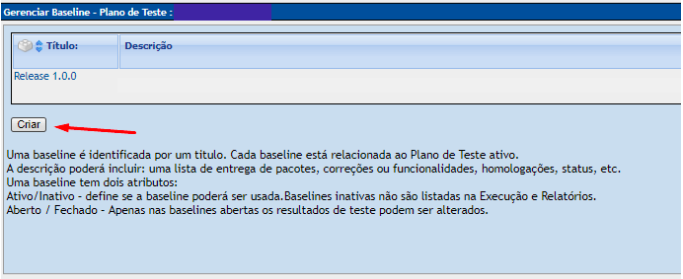 Gerenciar Baseline - Plano de Teste :
Título: Descrição
Release 1.0.0
Criar
Uma baseline é identificada por um título. Cada baseline está relacionada ao Plano de Teste ativo.
A descrição poderá incluir: uma lista de entrega de pacotes, correções ou funcionalidades, homologações, status, etc.
Uma baseline tem dois atributos:
Ativo/Inativo - define se a baseline poderá ser usada.Baselines inativas não são listadas na Execução e Relatórios.
Aberto / Fechado - Apenas nas baselines abertas os resultados de teste podem ser alterados.